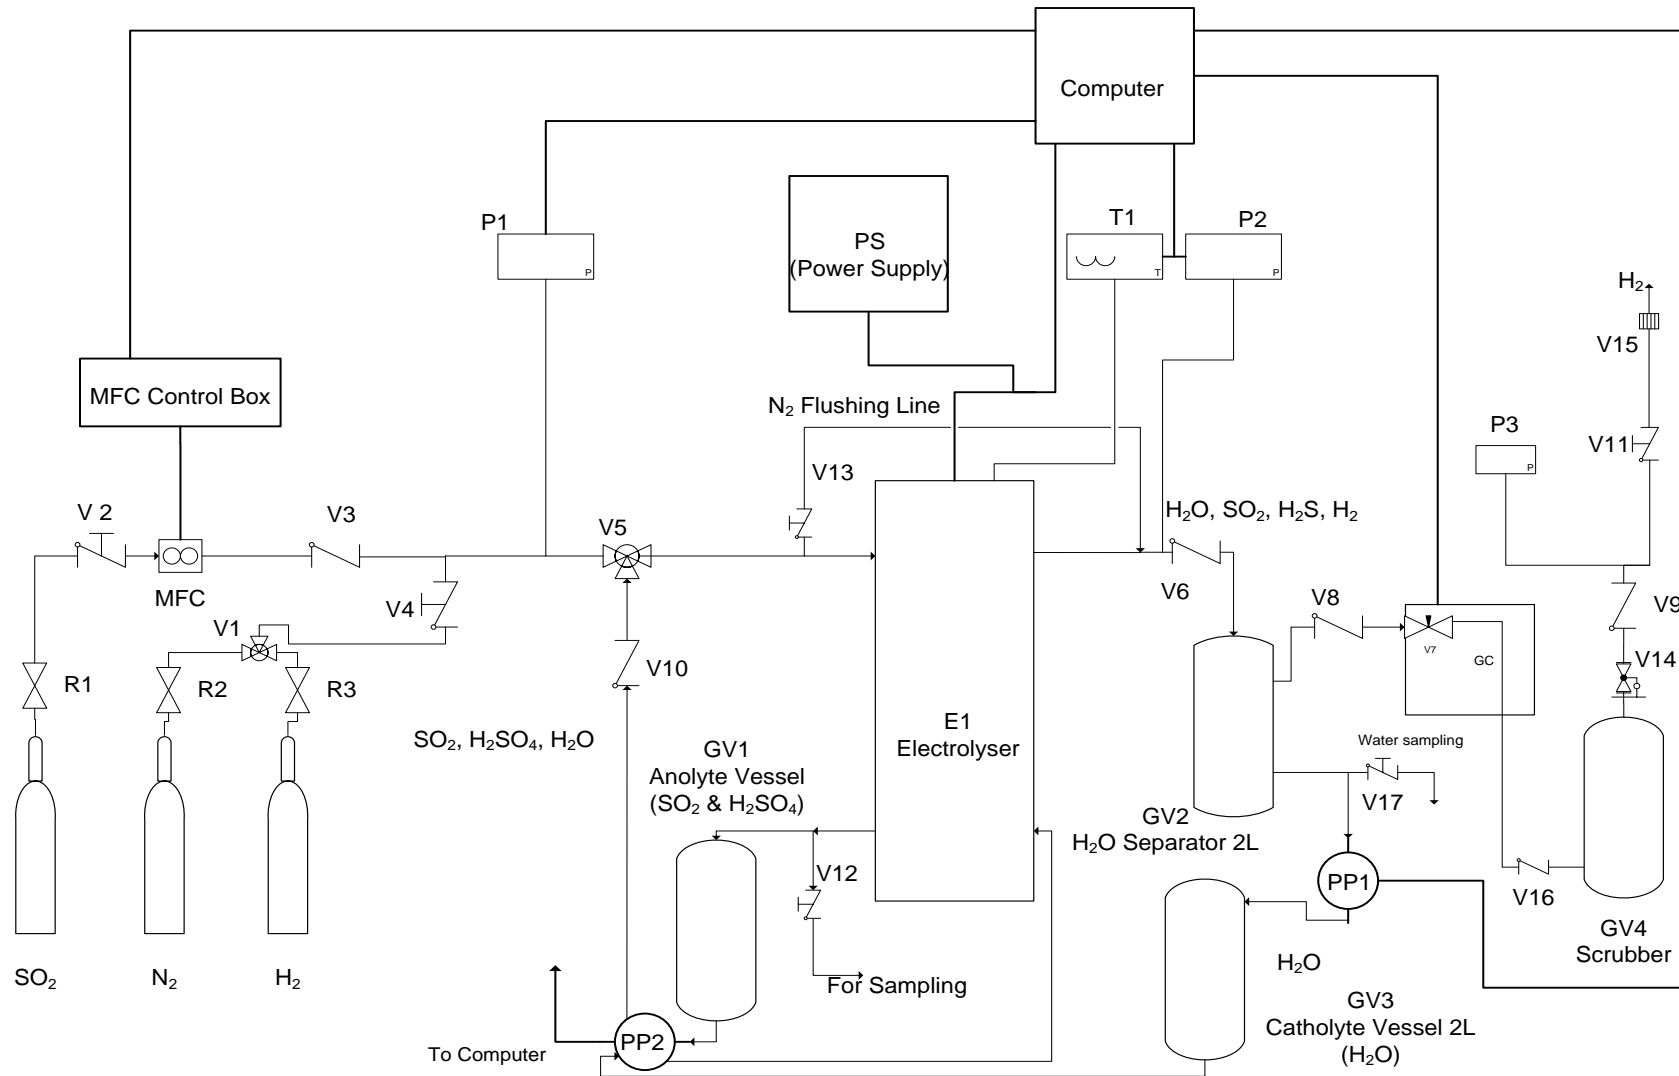 Computer
P1
PS
(Power Supply)
T1
P2
P
T
P
H₂
V15
MFC Control Box
N₂ Flushing Line
P3
P
V11
V13
H₂O, SO₂, H₂S, H₂
V 2
V3
V5
V6
V8
V9
MFC
V4
V1
V7
GC
V14
V10
R1
R2
R3
SO₂, H₂SO₄, H₂O
E1
Electrolyser
GV1
Anolyte Vessel
(SO₂ & H₂SO₄)
Water sampling
V17
GV2
H₂O Separator 2L
V12
PP1
V16
GV4
Scrubber
SO₂
N₂
H₂
For Sampling
H₂O
GV3
Catholyte Vessel 2L
(H₂O)
PP2
To Computer